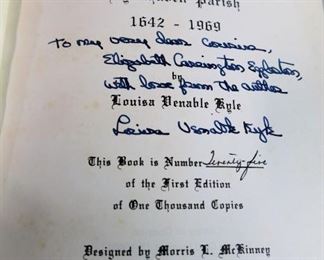 Parish
1642 - 1969
To my very dear cousin,
Elizabeth Carrington Eggleston,
by
with love from the author
Louisa Venable Kyle
Louisa Venable Kyle
This Book is Number Seventy-five
of the First Edition
of One Thousand Copies
Designed by Morris L. McKinney